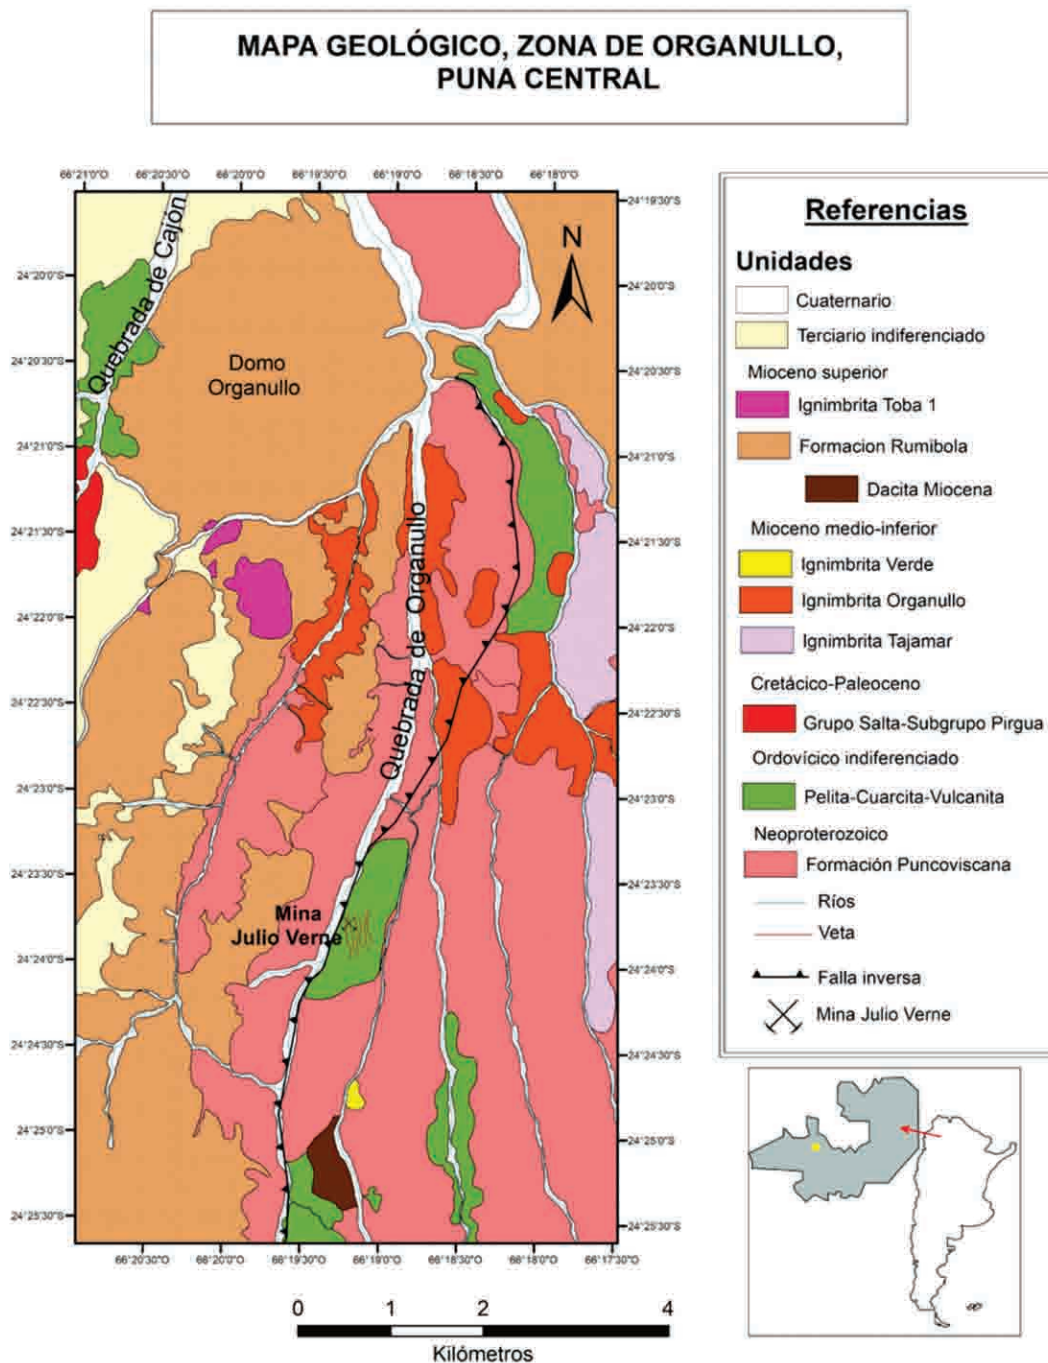 MAPA GEOLÓGICO, ZONA DE ORGANULLO,
PUNA CENTRAL
66°21'0"O 66°20'30"O 66°20'0"O 66°19'30"O 66°19'0"O 66°18'30"O 66°18'0"O
24°19'30"S
24°20'0"S
24°20'0"S
24°20'30"S
24°20'30"S
24°21'0"S
24°21'0"S
24°21'30"S
24°21'30"S
24°22'0"S
24°22'0"S
24°22'30"S
24°22'30"S
24°23'0"S
24°23'0"S
24°23'30"S
24°23'30"S
24°24'0"S
24°24'0"S
24°24'30"S
24°24'30"S
24°25'0"S
24°25'0"S
24°25'30"S
24°25'30"S
N
Quebrada de Cajón
Domo
Organullo
Quebrada de Organullo
Mina
Julio Verne
66°20'30"O 66°20'0"O 66°19'30"O 66°19'0"O 66°18'30"O 66°18'0"O 66°17'30"O
0 1 2 4
Kilómetros
Referencias
Unidades
Cuaternario
Terciario indiferenciado
Mioceno superior
Ignimbrita Toba 1
Formacion Rumibola
Dacita Miocena
Mioceno medio-inferior
Ignimbrita Verde
Ignimbrita Organullo
Ignimbrita Tajamar
Cretácico-Paleoceno
Grupo Salta-Subgrupo Pirgua
Ordovícico indiferenciado
Pelita-Cuarcita-Vulcanita
Neoproterozoico
Formación Puncoviscana
Ríos
Veta
Falla inversa
Mina Julio Verne